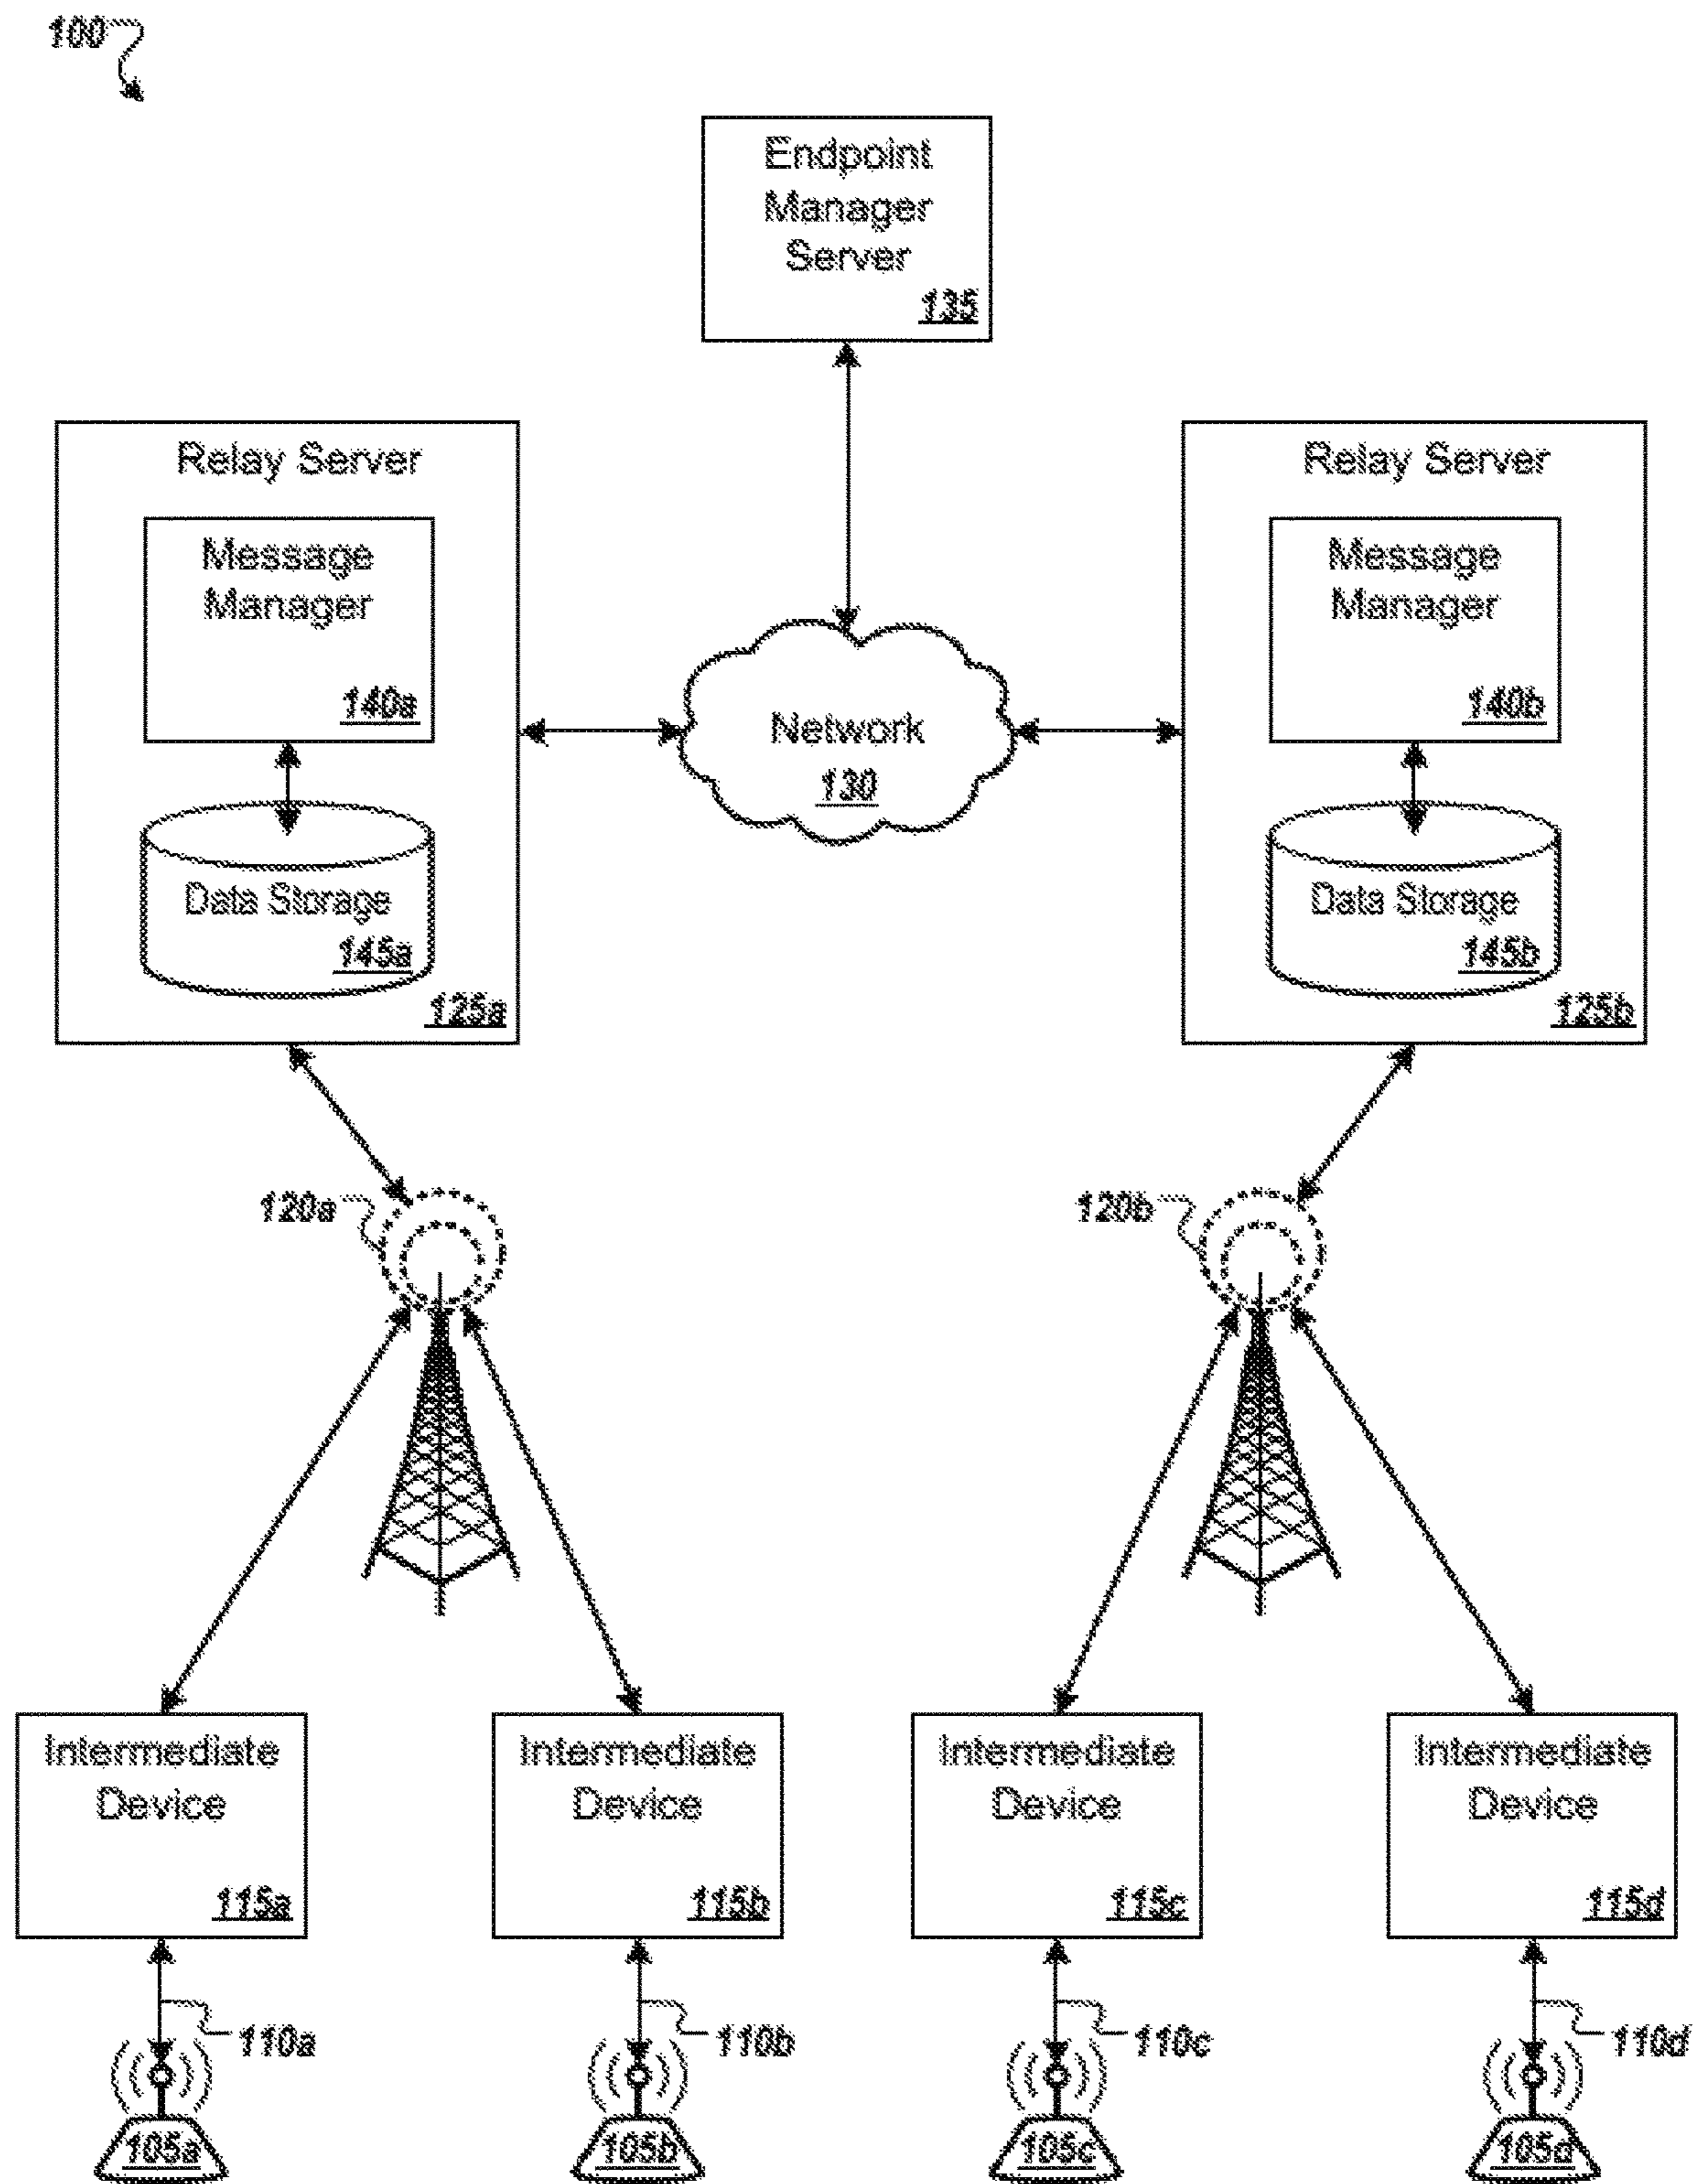 100
Endpoint
Manager
Server
135
Relay Server
Message
Manager
140a
Data Storage
145a
125a
Network
130
Relay Server
Message
Manager
140b
Data Storage
145b
125b
120a
120b
Intermediate
Device
115a
Intermediate
Device
115b
Intermediate
Device
115c
Intermediate
Device
115d
110a
110b
110c
110d
105a
105b
105c
105d